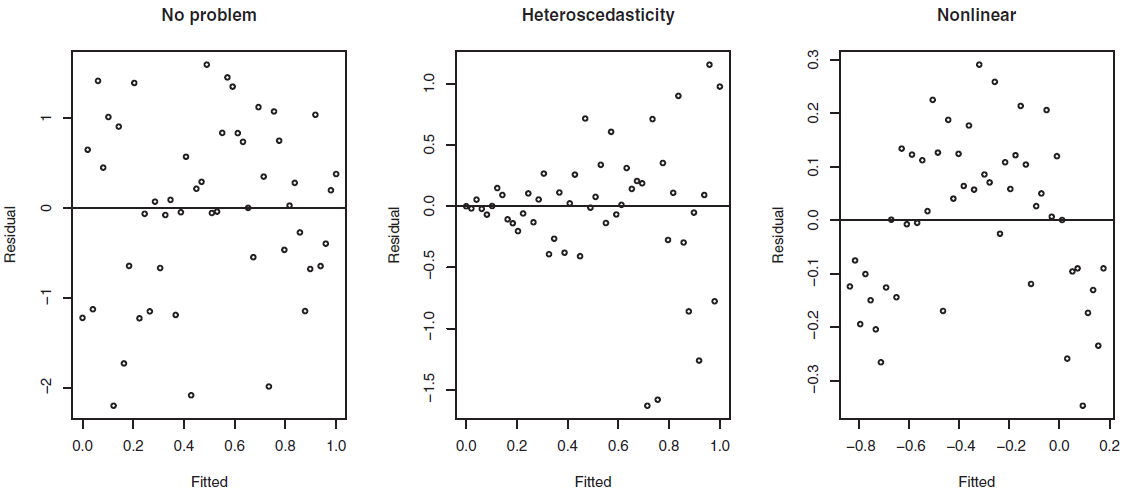 No problem
Residual
1
0
−1
−2
0.0 0.2 0.4 0.6 0.8 1.0
Fitted
Heteroscedasticity
Residual
1.0
0.5
0.0
−0.5
−1.0
−1.5
0.0 0.2 0.4 0.6 0.8 1.0
Fitted
Nonlinear
Residual
0.3
0.2
0.1
0.0
−0.1
−0.2
−0.3
−0.8 −0.6 −0.4 −0.2 0.0 0.2
Fitted